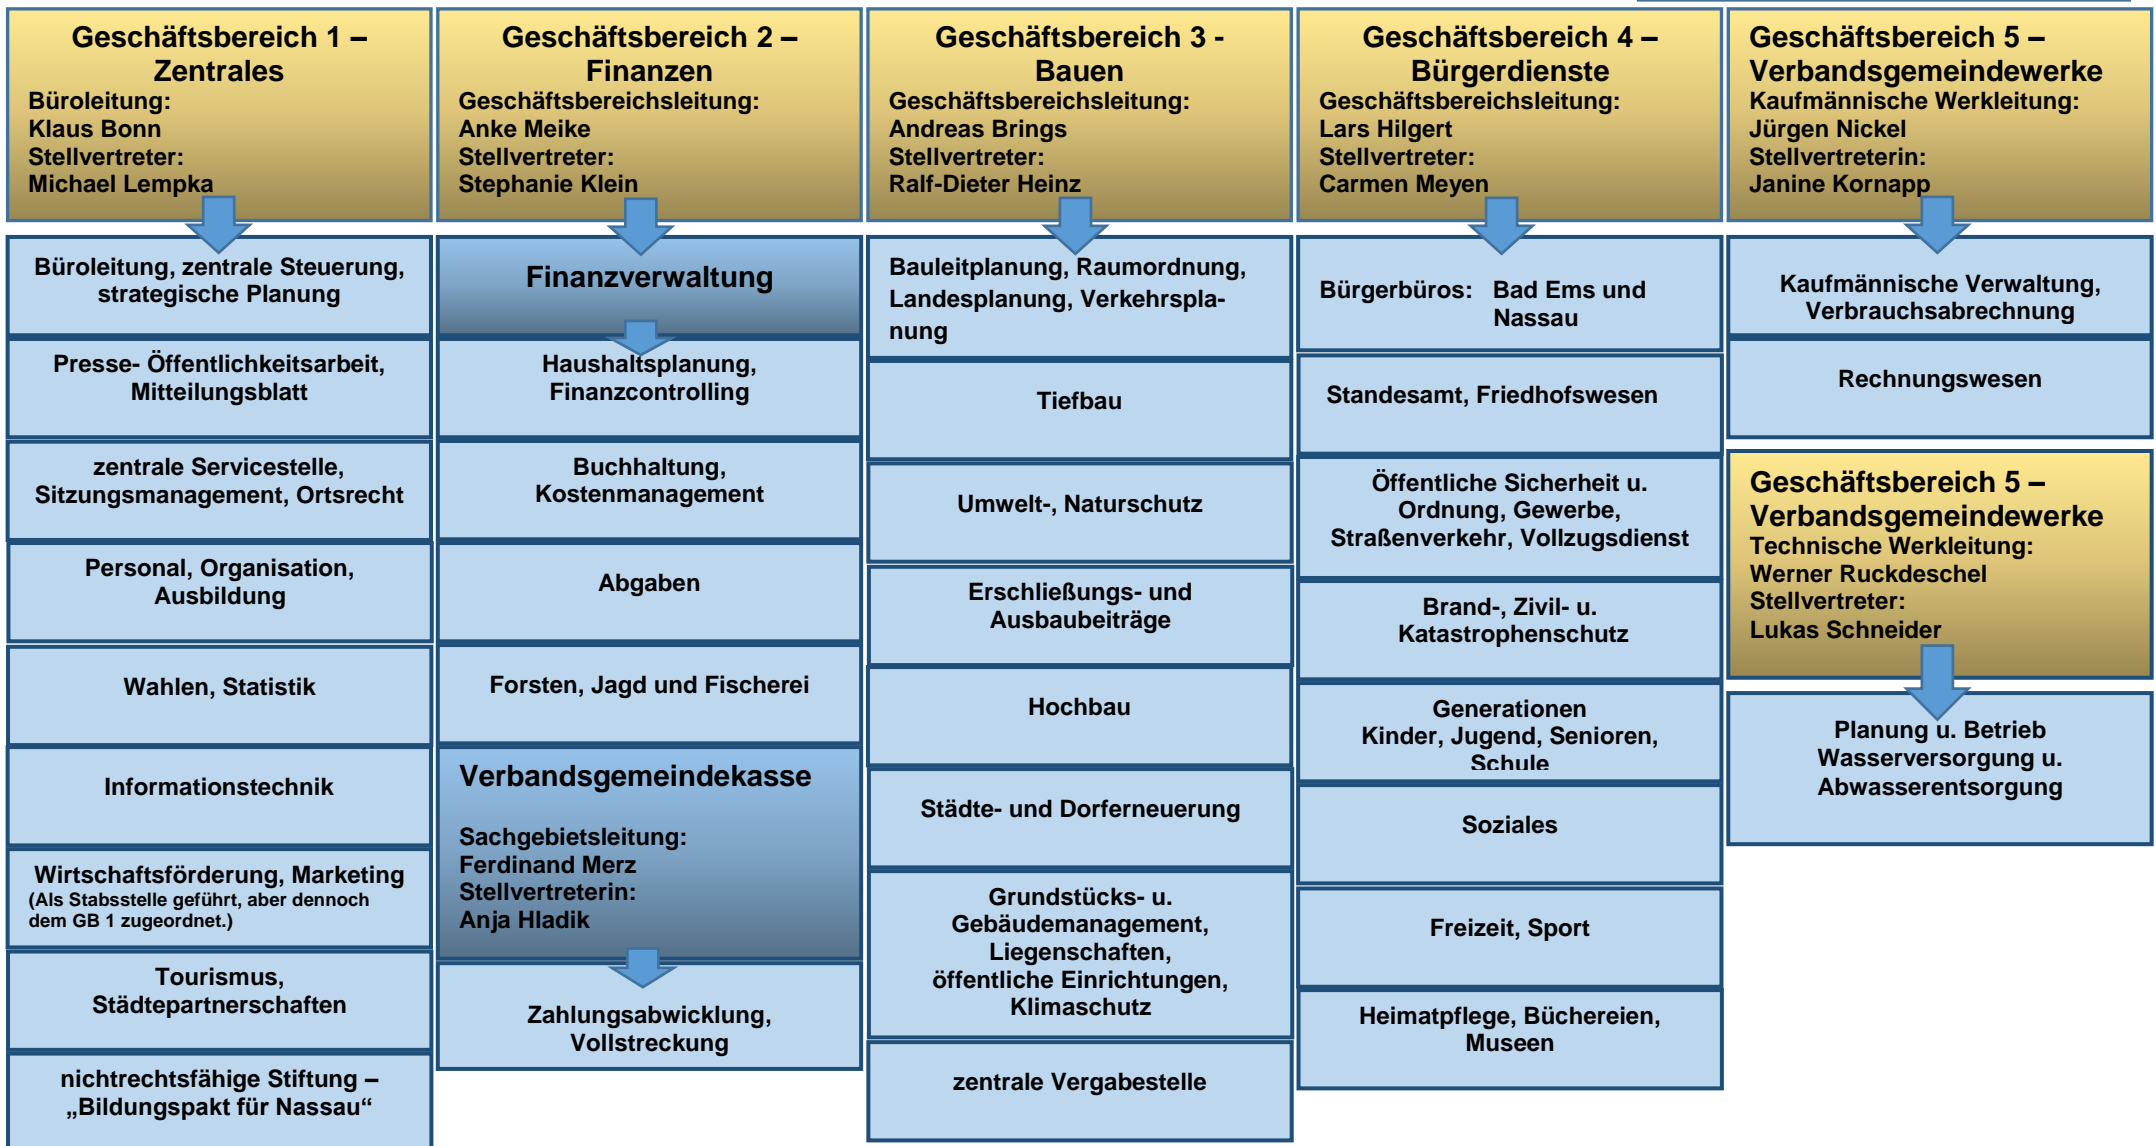 Geschäftsbereich 1 –
Zentrales
Büroleitung:
Klaus Bonn
Stellvertreter:
Michael Lempka
Büroleitung, zentrale Steuerung,
strategische Planung
Presse- Öffentlichkeitsarbeit,
Mitteilungsblatt
zentrale Servicestelle,
Sitzungsmanagement, Ortsrecht
Personal, Organisation,
Ausbildung
Wahlen, Statistik
Informationstechnik
Wirtschaftsförderung, Marketing
(Als Stabsstelle geführt, aber dennoch
dem GB 1 zugeordnet.)
Tourismus,
Städtepartnerschaften
nichtrechtsfähige Stiftung –
„Bildungspakt für Nassau“
Geschäftsbereich 2 –
Finanzen
Geschäftsbereichsleitung:
Anke Meike
Stellvertreter:
Stephanie Klein
Finanzverwaltung
Haushaltsplanung,
Finanzcontrolling
Buchhaltung,
Kostenmanagement
Abgaben
Forsten, Jagd und Fischerei
Verbandsgemeindekasse
Sachgebietsleitung:
Ferdinand Merz
Stellvertreterin:
Anja Hladik
Zahlungsabwicklung,
Vollstreckung
Geschäftsbereich 3 -
Bauen
Geschäftsbereichsleitung:
Andreas Brings
Stellvertreter:
Ralf-Dieter Heinz
Bauleitplanung, Raumordnung,
Landesplanung, Verkehrspla-
nung
Tiefbau
Umwelt-, Naturschutz
Erschließungs- und
Ausbaubeiträge
Hochbau
Städte- und Dorferneuerung
Grundstücks- u.
Gebäudemanagement,
Liegenschaften,
öffentliche Einrichtungen,
Klimaschutz
zentrale Vergabestelle
Geschäftsbereich 4 –
Bürgerdienste
Geschäftsbereichsleitung:
Lars Hilgert
Stellvertreter:
Carmen Meyen
Bürgerbüros: Bad Ems und
Nassau
Standesamt, Friedhofswesen
Öffentliche Sicherheit u.
Ordnung, Gewerbe,
Straßenverkehr, Vollzugsdienst
Brand-, Zivil- u.
Katastrophenschutz
Generationen
Kinder, Jugend, Senioren,
Schule
Soziales
Freizeit, Sport
Heimatpflege, Büchereien,
Museen
Geschäftsbereich 5 –
Verbandsgemeindewerke
Kaufmännische Werkleitung:
Jürgen Nickel
Stellvertreterin:
Janine Kornapp
Kaufmännische Verwaltung,
Verbrauchsabrechnung
Rechnungswesen
Geschäftsbereich 5 –
Verbandsgemeindewerke
Technische Werkleitung:
Werner Ruckdeschel
Stellvertreter:
Lukas Schneider
Planung u. Betrieb
Wasserversorgung u.
Abwasserentsorgung